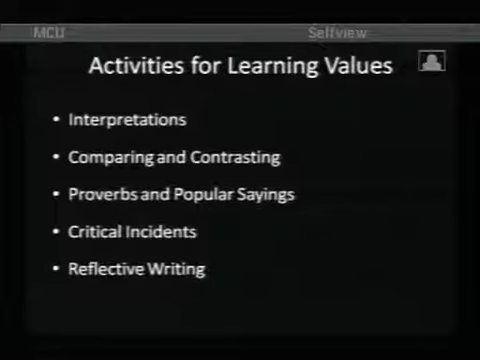 MCU Selfview
Activities for Learning Values
• Interpretations
• Comparing and Contrasting
• Proverbs and Popular Sayings
• Critical Incidents
• Reflective Writing